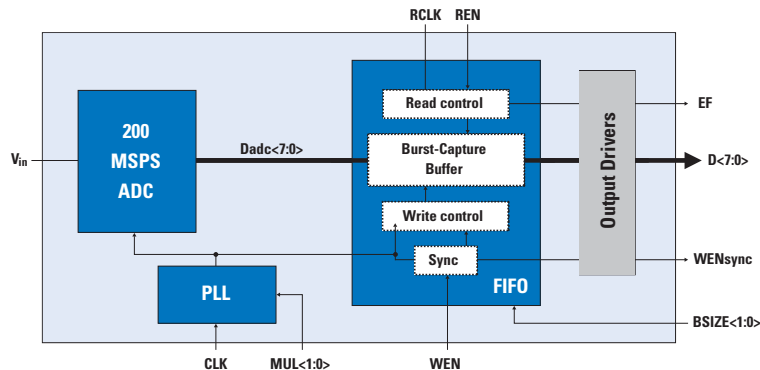 RCLK REN
200
MSPS
ADC
Vin
Dadc<7:0>
Read control
Burst-Capture
Buffer
Write control
Sync
FIFO
Output Drivers
EF
D<7:0>
WENsync
BSIZE<1:0>
PLL
CLK MUL<1:0> WEN